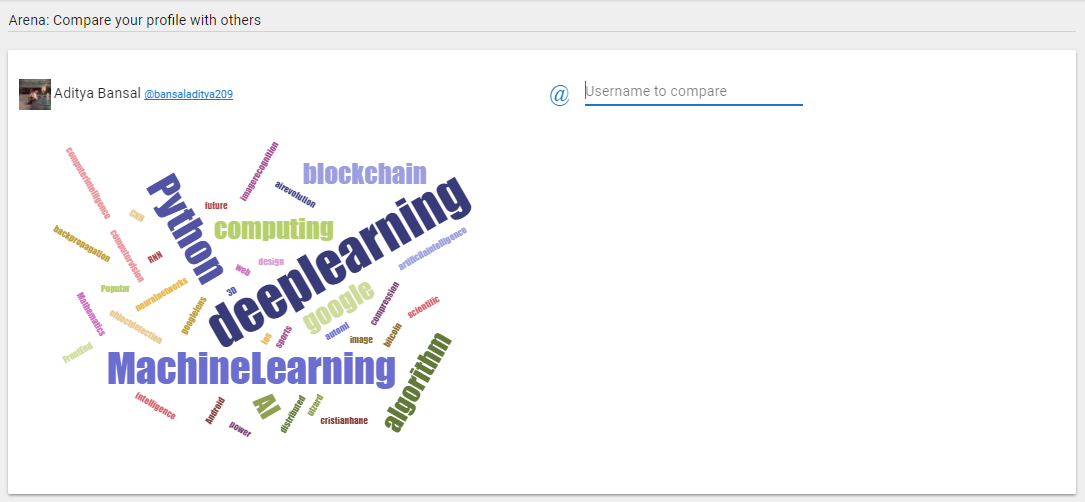 Arena: Compare your profile with others
Aditya Bansal @bansaladitya209
@ Username to compare
computerintelligence
imagerecognition
blockchain
Python
airevolution
deeplearning
future
CNN
computing
backpropagation
computervision
RNN
artificilaintelligence
design
web
Popular
neuralnetworks
3D
google
compression
Mathematics
objectdetection
googleions
scientific
ios
sports
automl
image
bitcoin
FrontEnd
MachineLearning
algorithm
intelligence
Android
AI
distributed
utzard
power
cristianhane